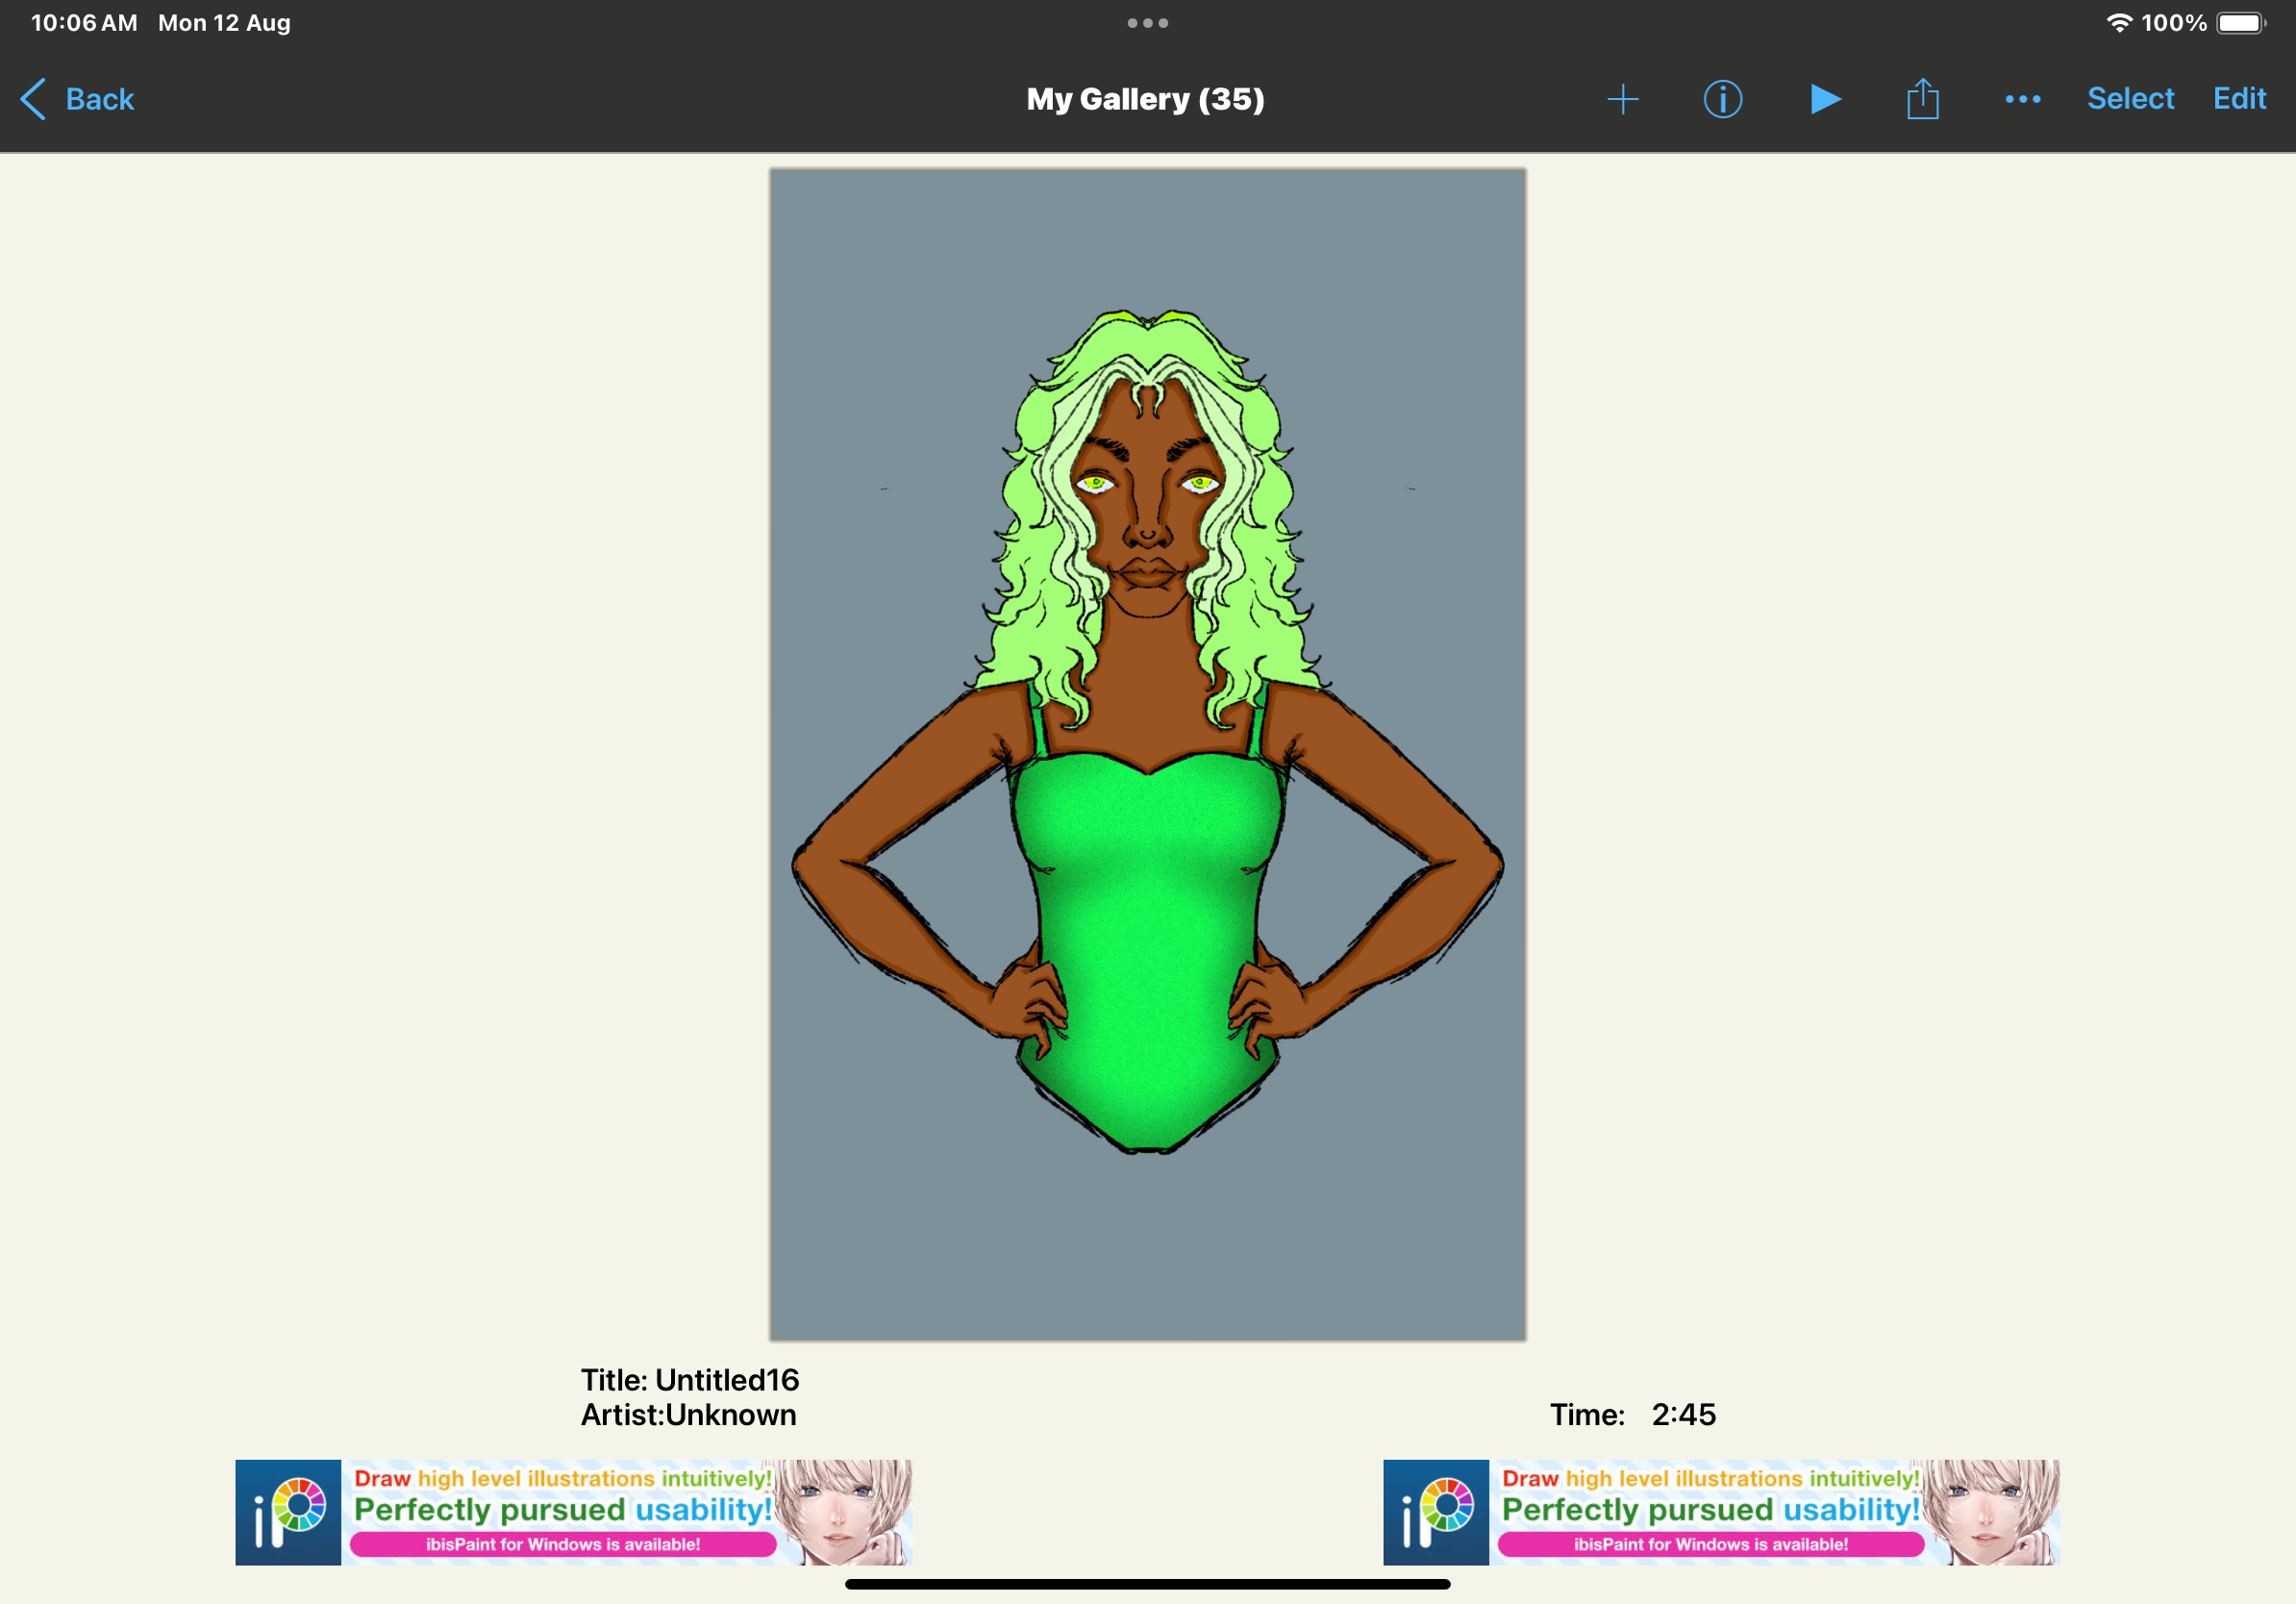 10:06 AM Mon 12 Aug
100%
Back
My Gallery (35)
Select
Edit
Title: Untitled16
Artist:Unknown
Time: 2:45
iP
Draw high level illustrations intuitively!
Perfectly pursued usability!
ibisPaint for Windows is available!
iP
Draw high level illustrations intuitively!
Perfectly pursued usability!
ibisPaint for Windows is available!